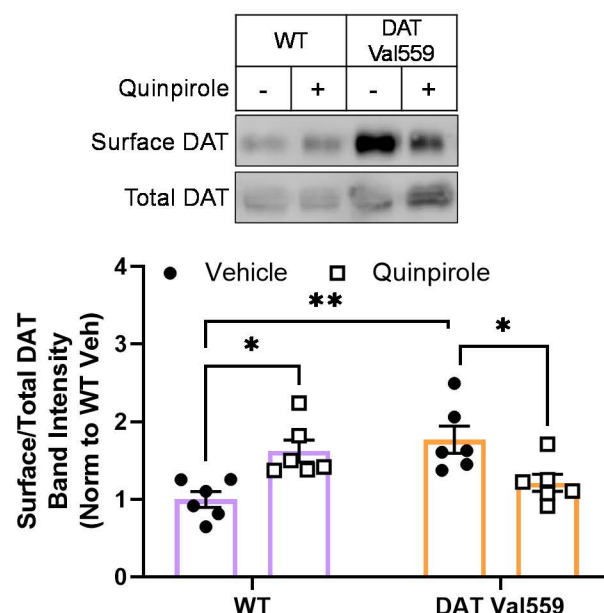 WT
DAT
Val559
Quinpirole - + - +
Surface DAT
Total DAT
Surface/Total DAT
Band Intensity
(Norm to WT Veh)
4
3
2
1
0
Vehicle Quinpirole
**
*
*
WT DAT Val559